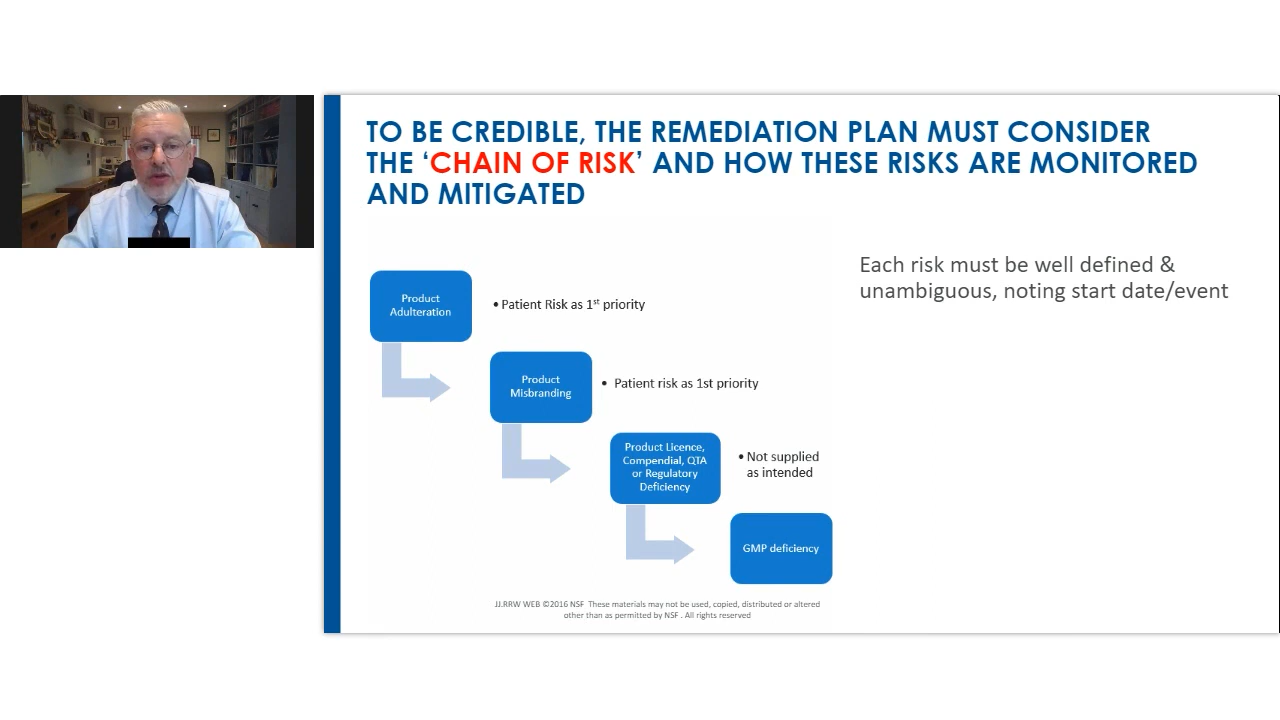 TO BE CREDIBLE, THE REMEDIATION PLAN MUST CONSIDER
THE ‘CHAIN OF RISK’ AND HOW THESE RISKS ARE MONITORED
AND MITIGATED
Each risk must be well defined &
unambiguous, noting start date/event
Product
Adulteration
• Patient Risk as 1st priority
Product
Misbranding
• Patient risk as 1st priority
Product Licence,
Compendial, QTA
or Regulatory
Deficiency
• Not supplied
as intended
GMP deficiency
JJ.RRW WEB ©2016 NSF These materials may not be used, copied, distributed or altered
other than as permitted by NSF . All rights reserved